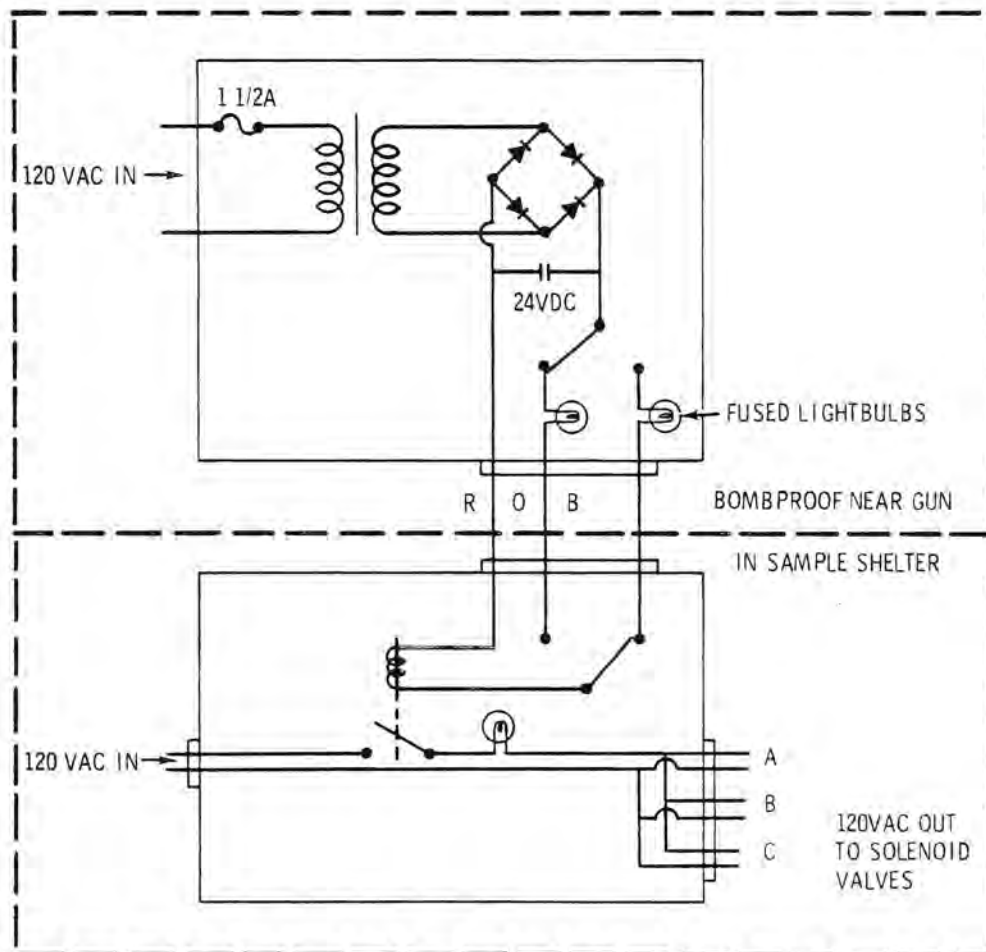 1 1/2A
120 VAC IN
24VDC
FUSED LIGHTBULBS
R O B
BOMBPROOF NEAR GUN
IN SAMPLE SHELTER
120 VAC IN
A
B
C
120VAC OUT
TO SOLENOID
VALVES